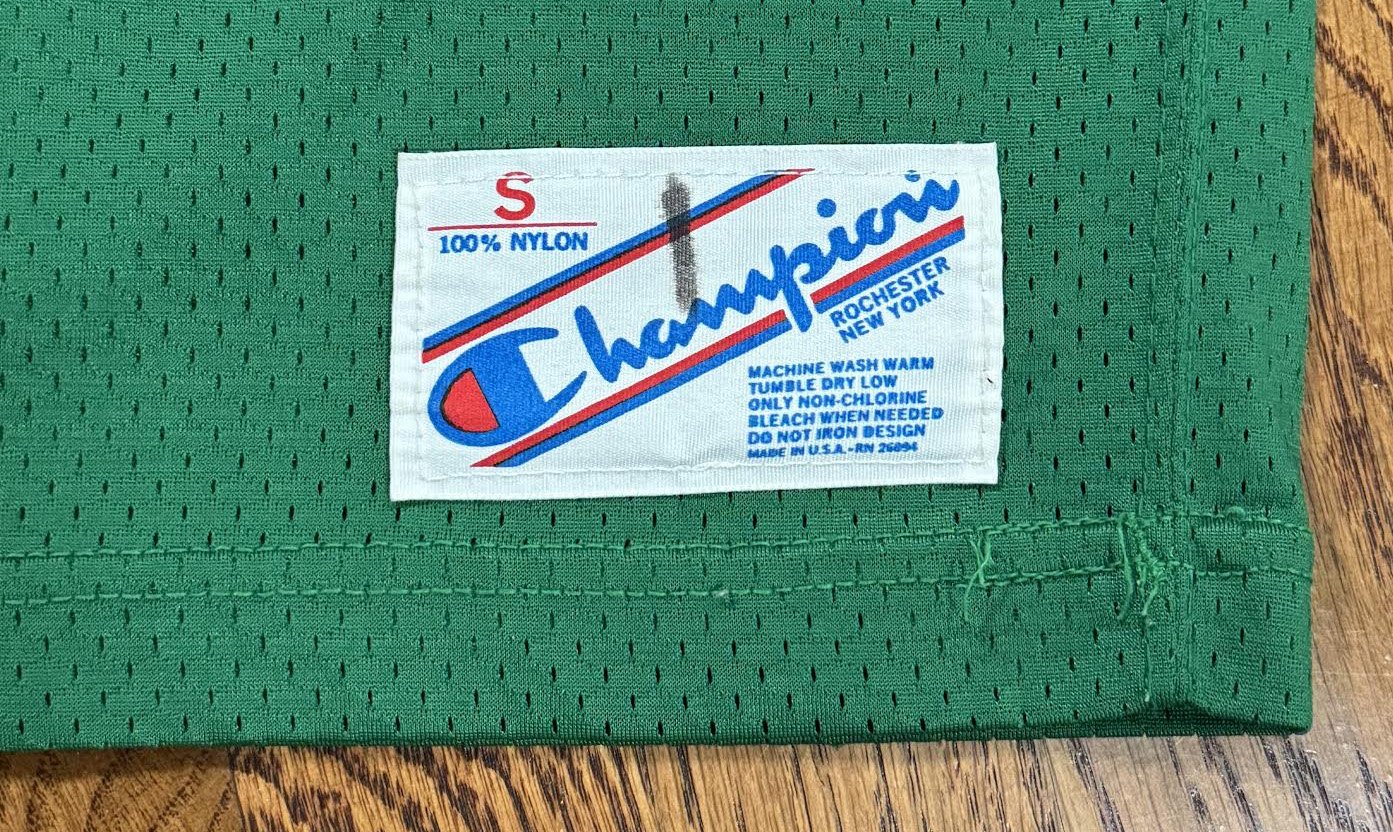 S
100% NYLON
Champion
ROCHESTER
NEW YORK
MACHINE WASH WARM
TUMBLE DRY LOW
ONLY NON-CHLORINE
BLEACH WHEN NEEDED
DO NOT IRON DESIGN
MADE IN U.S.A.-RN 26094